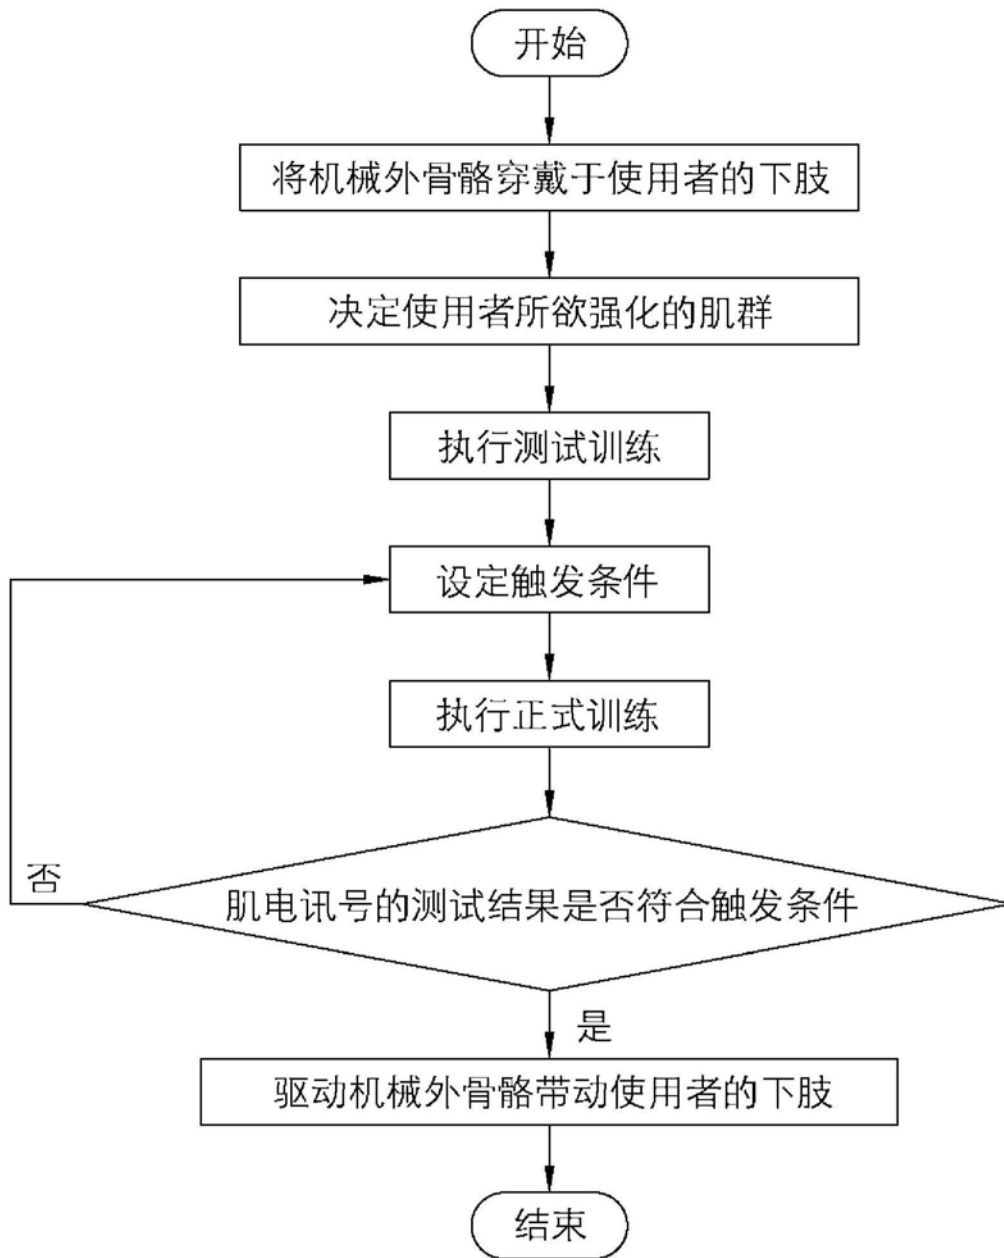 开始
将机械外骨骼穿戴于使用者的下肢
决定使用者所欲强化的肌群
执行测试训练
设定触发条件
执行正式训练
否
肌电讯号的测试结果是否符合触发条件
是
驱动机械外骨骼带动使用者的下肢
结束